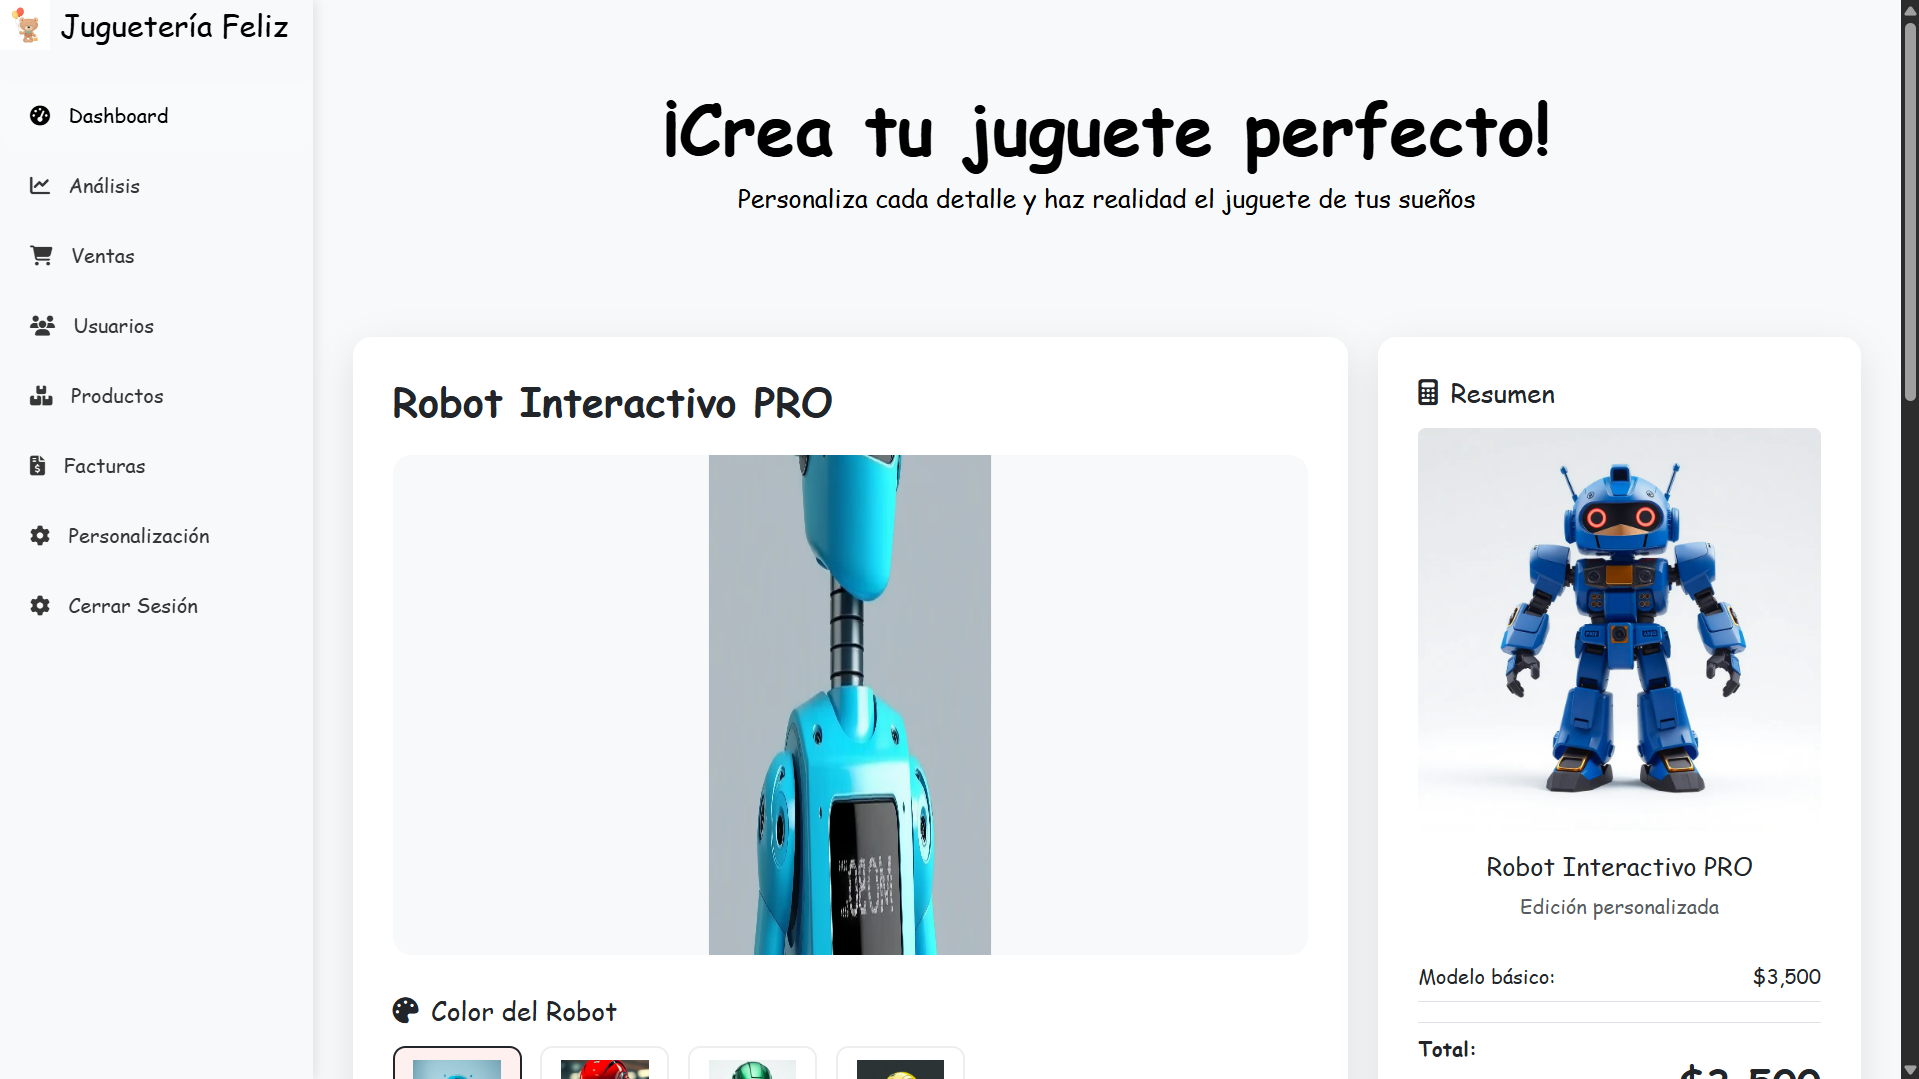 Juguetería Feliz
Dashboard
Análisis
Ventas
Usuarios
Productos
Facturas
Personalización
Cerrar Sesión
¡Crea tu juguete perfecto!
Personaliza cada detalle y haz realidad el juguete de tus sueños
Robot Interactivo PRO
Color del Robot
Resumen
Robot Interactivo PRO
Edición personalizada
Modelo básico: $3,500
Total:
$3,500